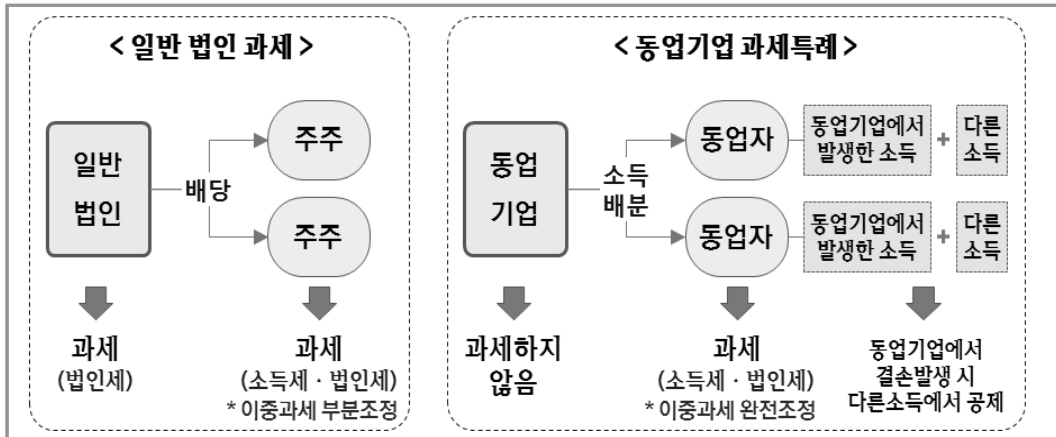 < 일반 법인 과세 >
일반
법인
배당
주주
주주
과세
(법인세)
과세
(소득세 · 법인세)
* 이중과세 부분조정
< 동업기업 과세특례 >
동업
기업
소득
배분
동업자
동업기업에서
발생한 소득
+
다른
소득
동업자
동업기업에서
발생한 소득
+
다른
소득
과세하지
않음
과세
(소득세 · 법인세)
* 이중과세 완전조정
동업기업에서
결손발생 시
다른소득에서 공제